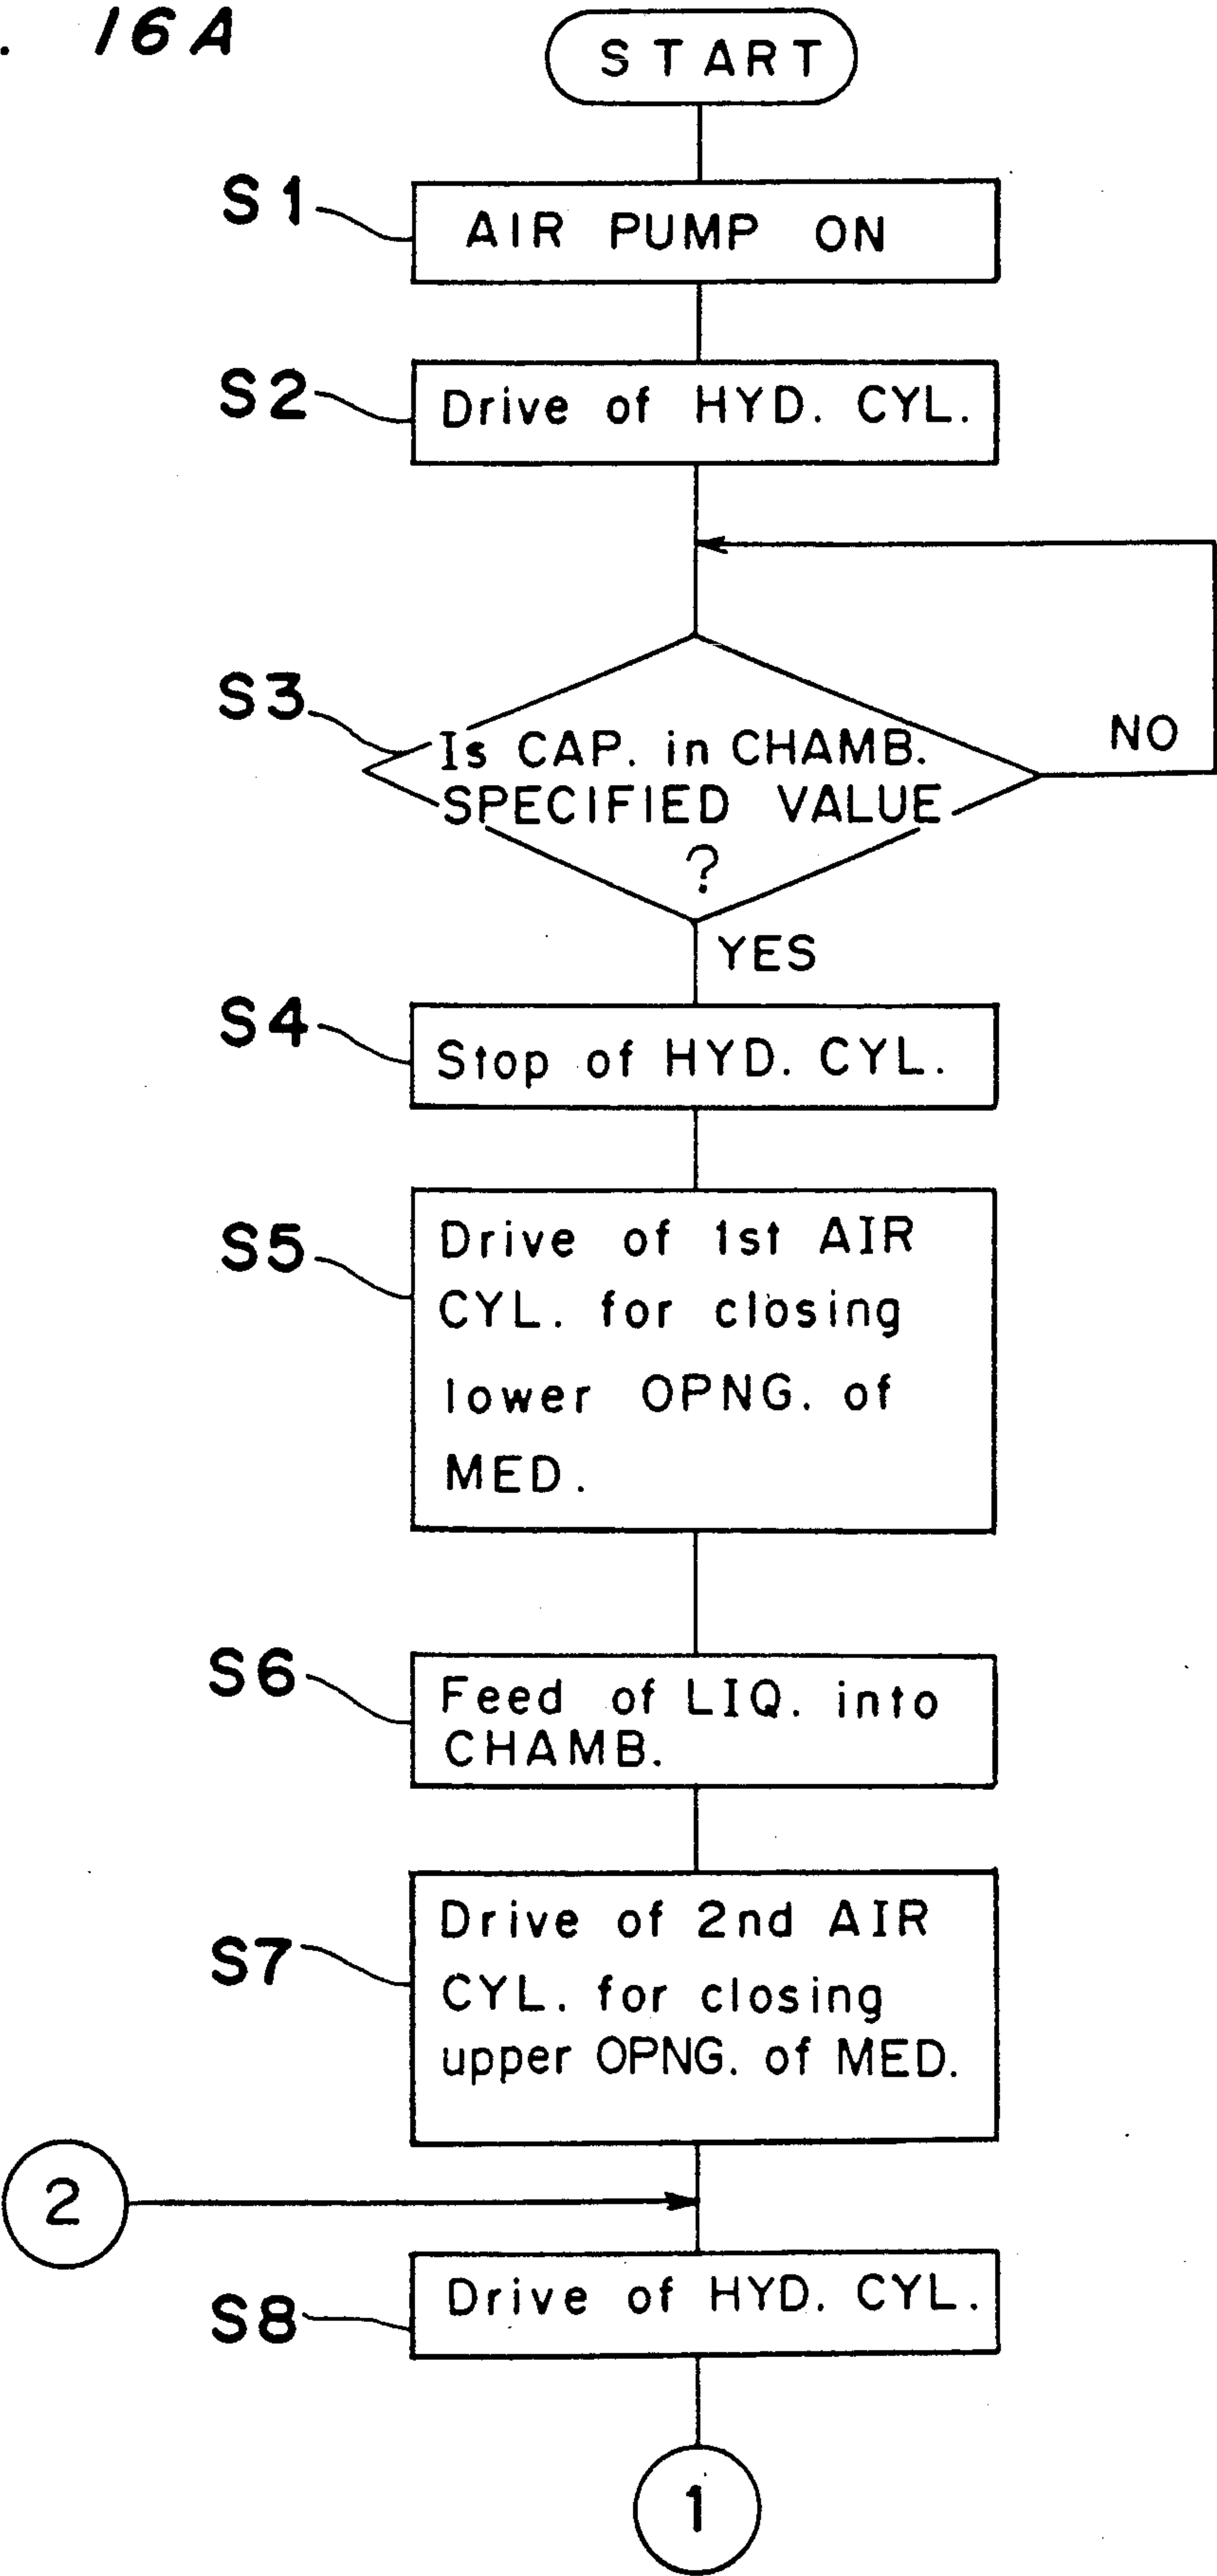 . 16A
START
S1
AIR PUMP ON
S2
Drive of HYD. CYL.
S3
Is CAP. in CHAMB.
SPECIFIED VALUE
?
NO
YES
S4
Stop of HYD. CYL.
S5
Drive of 1st AIR
CYL. for closing
lower OPNG. of
MED.
S6
Feed of LIQ. into
CHAMB.
S7
Drive of 2nd AIR
CYL. for closing
upper OPNG. of MED.
2
S8
Drive of HYD. CYL.
1